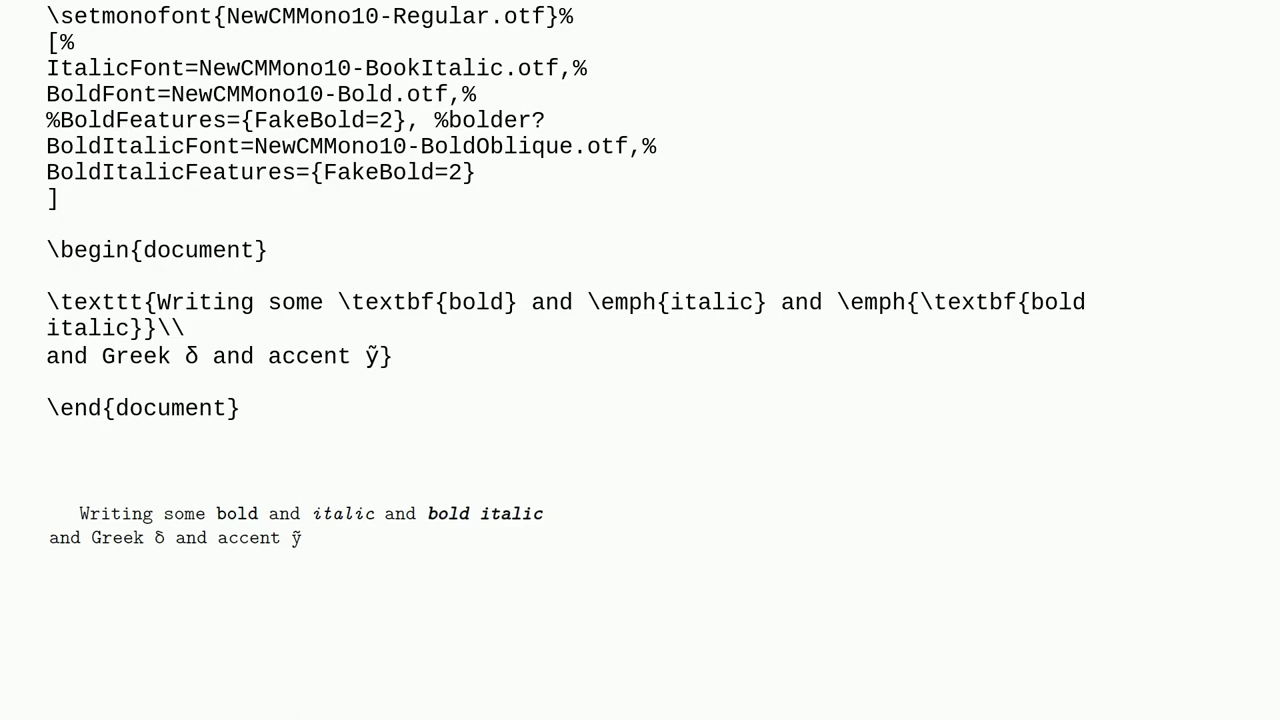 \setmonofont{NewCMMono10-Regular.otf}%
[%
ItalicFont=NewCMMono10-BookItalic.otf,%
BoldFont=NewCMMono10-Bold.otf,%
%BoldFeatures={FakeBold=2}, %bolder?
BoldItalicFont=NewCMMono10-BoldOblique.otf,%
BoldItalicFeatures={FakeBold=2}
]
\begin{document}
\texttt{Writing some \textbf{bold} and \emph{italic} and \emph{\textbf{bold
italic}}\\
and Greek δ and accent ỹ}
\end{document}
Writing some bold and italic and bold italic
and Greek δ and accent ỹ